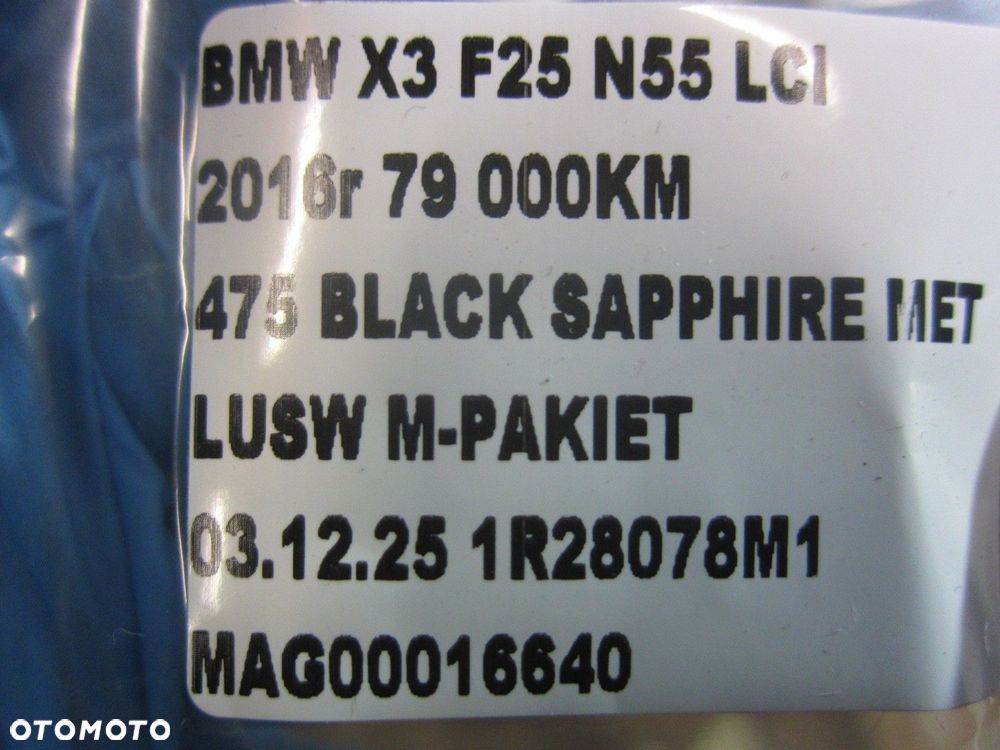 BMW X3 F25 N55 LCI
2016r 79 000KM
475 BLACK SAPPHIRE MET
LUSW M-PAKIET
03.12.25 1R28078M1
MAG00016640
OTOMOTO